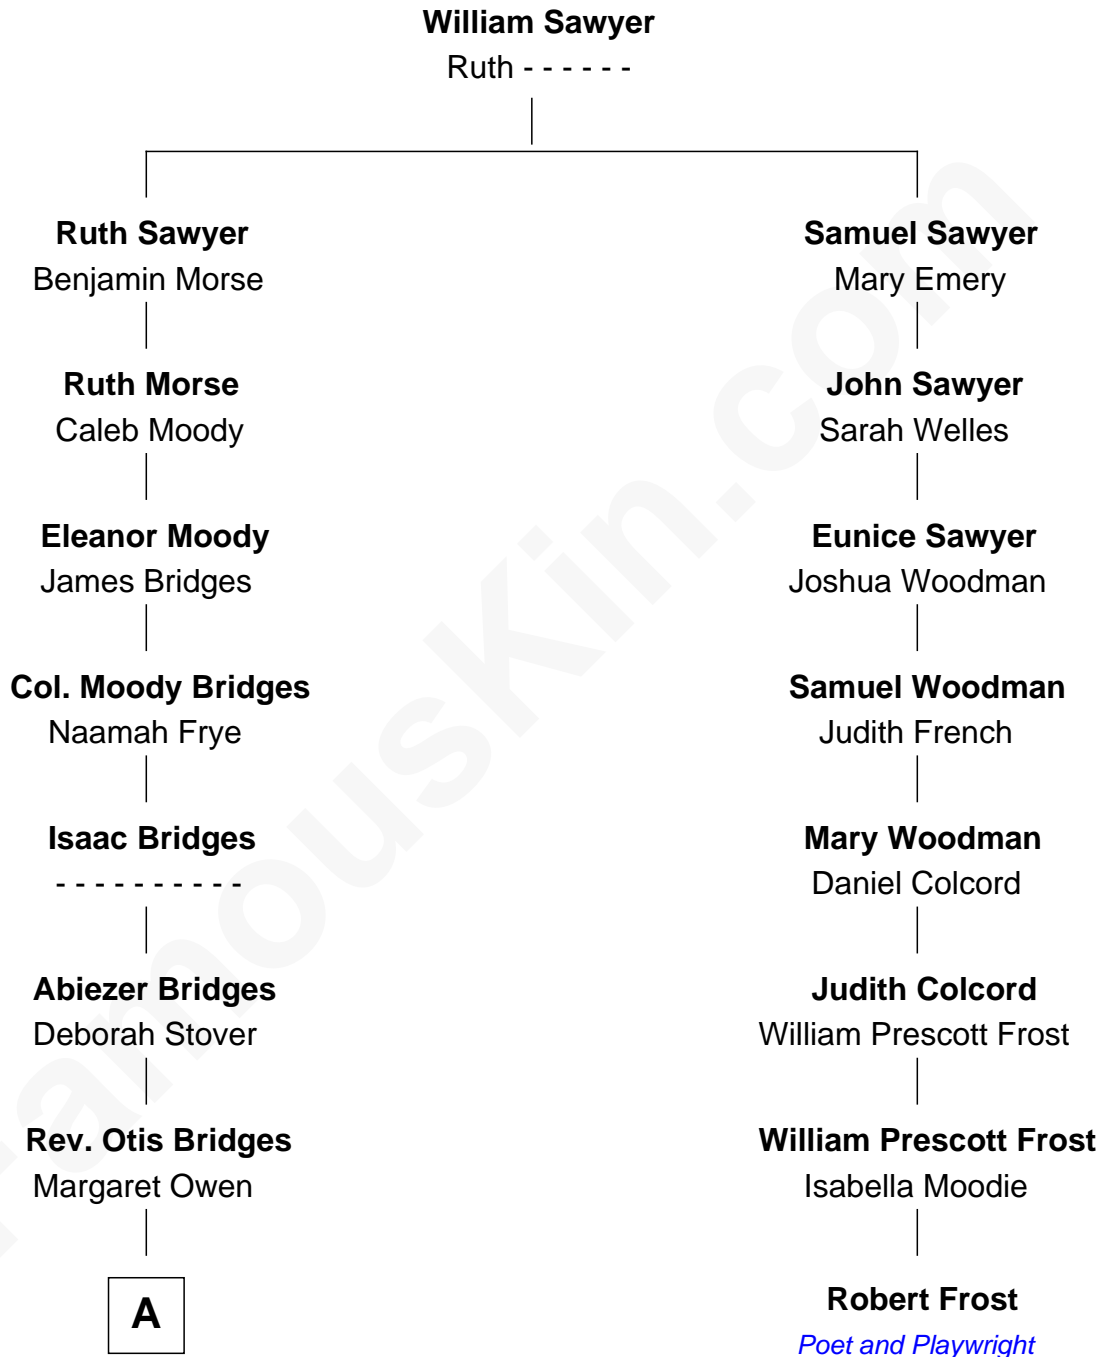 William Sawyer
Ruth - - - - - -
Ruth Sawyer
Benjamin Morse
Samuel Sawyer
Mary Emery
Ruth Morse
Caleb Moody
John Sawyer
Sarah Welles
Eleanor Moody
James Bridges
Eunice Sawyer
Joshua Woodman
Col. Moody Bridges
Naamah Frye
Samuel Woodman
Judith French
Isaac Bridges
- - - - - - - - - -
Mary Woodman
Daniel Colcord
Abiezer Bridges
Deborah Stover
Judith Colcord
William Prescott Frost
Rev. Otis Bridges
Margaret Owen
William Prescott Frost
Isabella Moodie
A
Robert Frost
Poet and Playwright
FamousKin.com